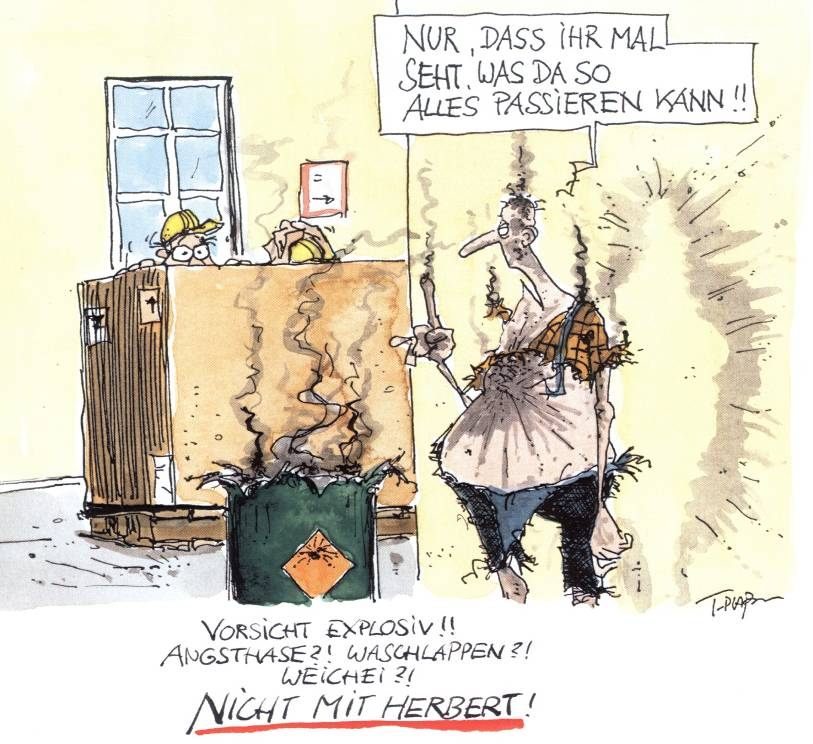 NUR, DASS IHR MAL
SEHT, WAS DA SO
ALLES PASSIEREN KANN!!
VORSICHT EXPLOSIV!!
ANGSTHASE?! WASCHLAPPEN?!
WEICHEI?!
NICHT MIT HERBERT!